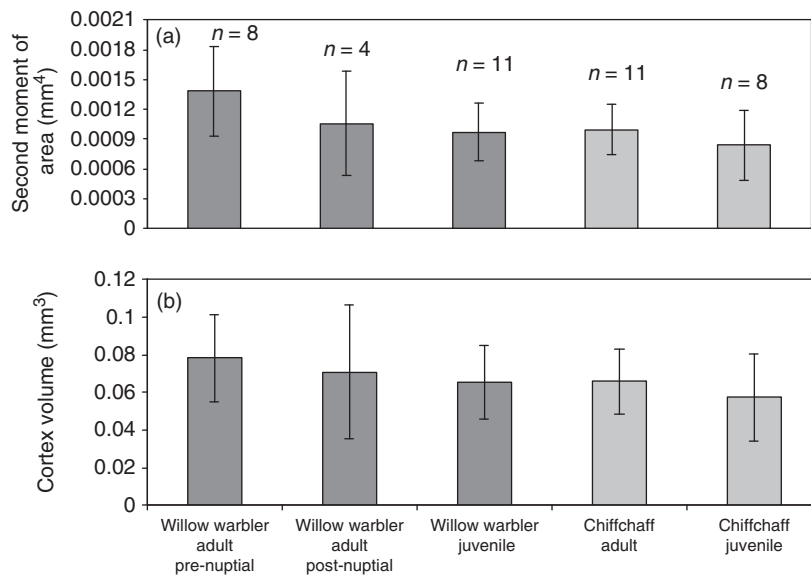 (a)
n = 8
n = 4
n = 11
n = 11
n = 8
Second moment of
area (mm⁴)
0.0021
0.0018
0.0015
0.0012
0.0009
0.0006
0.0003
0
(b)
Cortex volume (mm³)
0.12
0.1
0.08
0.06
0.04
0.02
0
Willow warbler
adult
pre-nuptial
Willow warbler
adult
post-nuptial
Willow warbler
juvenile
Chiffchaff
adult
Chiffchaff
juvenile